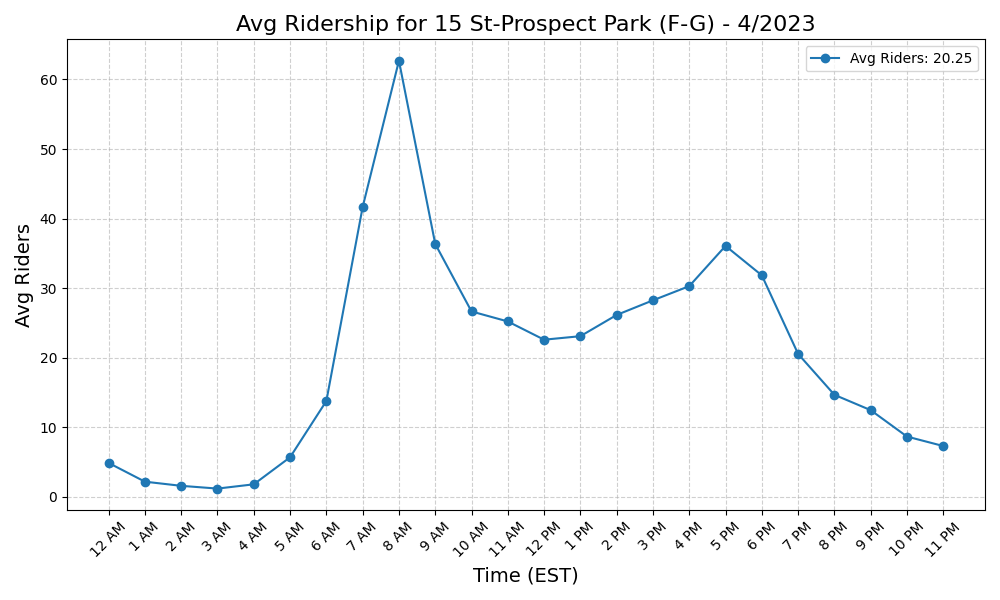 Avg Ridership for 15 St-Prospect Park (F-G) - 4/2023
Avg Riders: 20.25
Avg Riders
60
50
40
30
20
10
0
12 AM
1 AM
2 AM
3 AM
4 AM
5 AM
6 AM
7 AM
8 AM
9 AM
10 AM
11 AM
12 PM
1 PM
2 PM
3 PM
4 PM
5 PM
6 PM
7 PM
8 PM
9 PM
10 PM
11 PM
Time (EST)